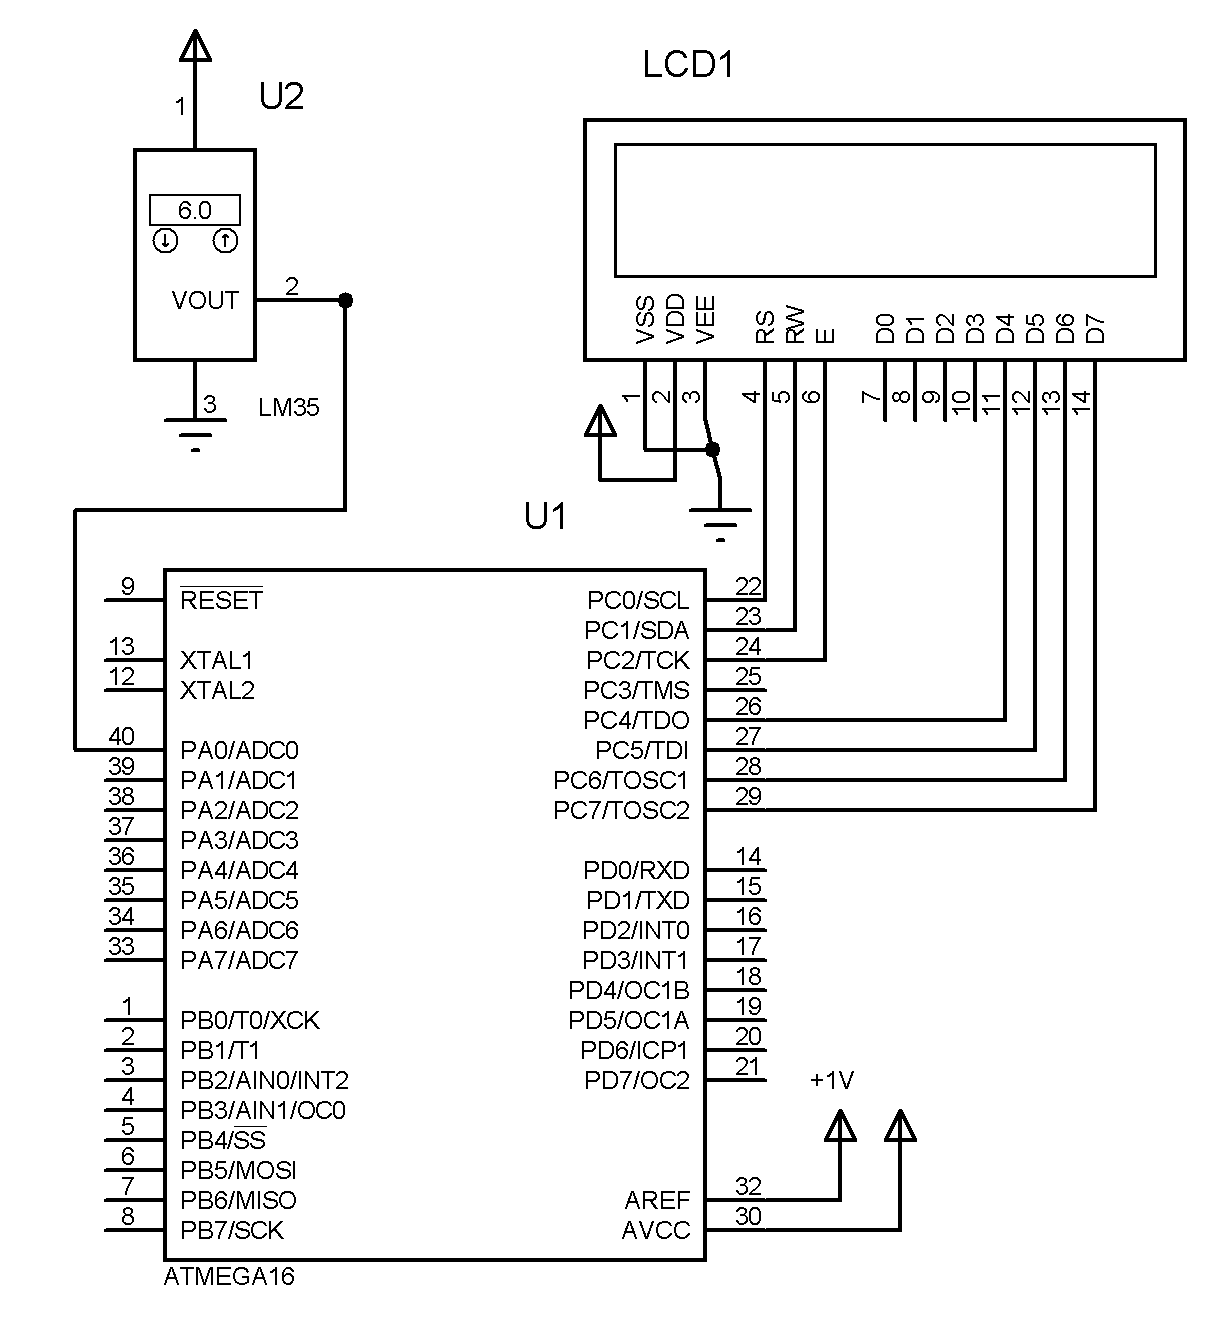 LCD1
U2
1
6.0
↓ ↑
VOUT
2
3
LM35
VSS VDD VEE RS RW E D0 D1 D2 D3 D4 D5 D6 D7
1 2 3 4 5 6 7 8 9 10 11 12 13 14
U1
9 RESET PC0/SCL 22
PC1/SDA 23
13 XTAL1 PC2/TCK 24
12 XTAL2 PC3/TMS 25
PC4/TDO 26
40 PA0/ADC0 PC5/TDI 27
39 PA1/ADC1 PC6/TOSC1 28
38 PA2/ADC2 PC7/TOSC2 29
37 PA3/ADC3
36 PA4/ADC4 PD0/RXD 14
35 PA5/ADC5 PD1/TXD 15
34 PA6/ADC6 PD2/INT0 16
33 PA7/ADC7 PD3/INT1 17
PD4/OC1B 18
1 PB0/T0/XCK PD5/OC1A 19
2 PB1/T1 PD6/ICP1 20
3 PB2/AIN0/INT2 PD7/OC2 21
+1V
4 PB3/AIN1/OC0
5 PB4/SS
6 PB5/MOSI
7 PB6/MISO AREF 32
8 PB7/SCK AVCC 30
ATMEGA16